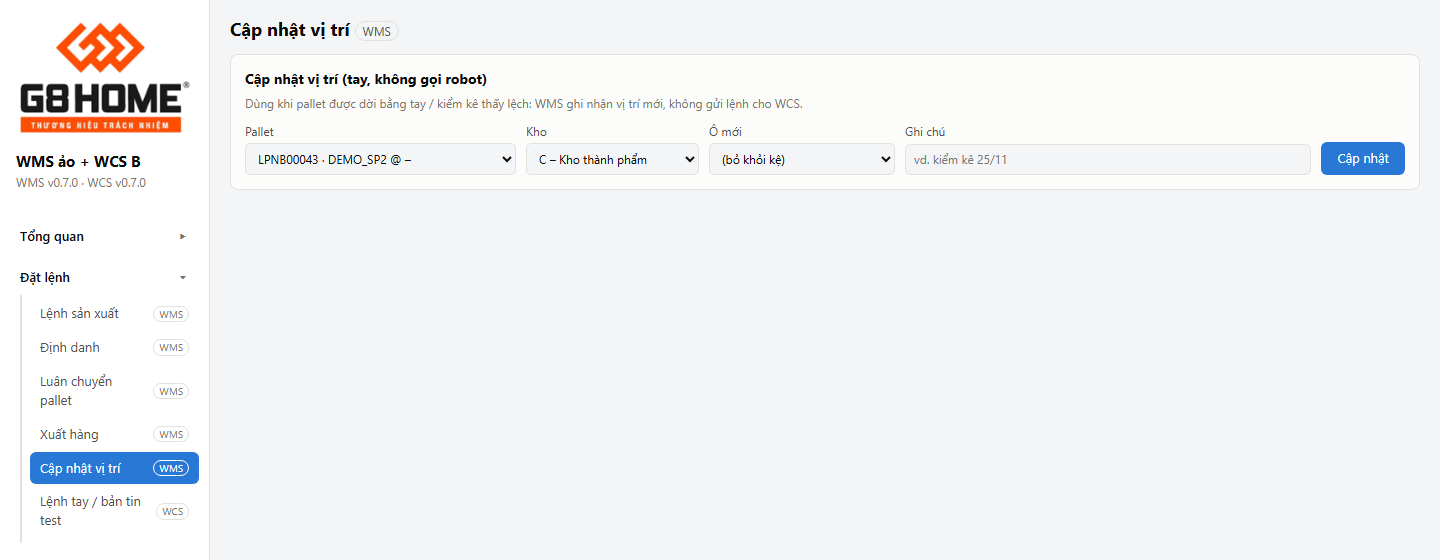 G8HOME®
THƯƠNG HIỆU TRÁCH NHIỆM
WMS ảo + WCS B
WMS v0.7.0 · WCS v0.7.0
Tổng quan
Đặt lệnh
Lệnh sản xuất WMS
Định danh WMS
Luân chuyển
pallet WMS
Xuất hàng WMS
Cập nhật vị trí WMS
Lệnh tay / bản tin
test WCS
Cập nhật vị trí WMS
Cập nhật vị trí (tay, không gọi robot)
Dùng khi pallet được dời bằng tay / kiểm kê thấy lệch: WMS ghi nhận vị trí mới, không gửi lệnh cho WCS.
Pallet Kho Ô mới Ghi chú
LPNB00043 · DEMO_SP2 @ – C – Kho thành phẩm (bỏ khỏi kệ) vd. kiểm kê 25/11 Cập nhật